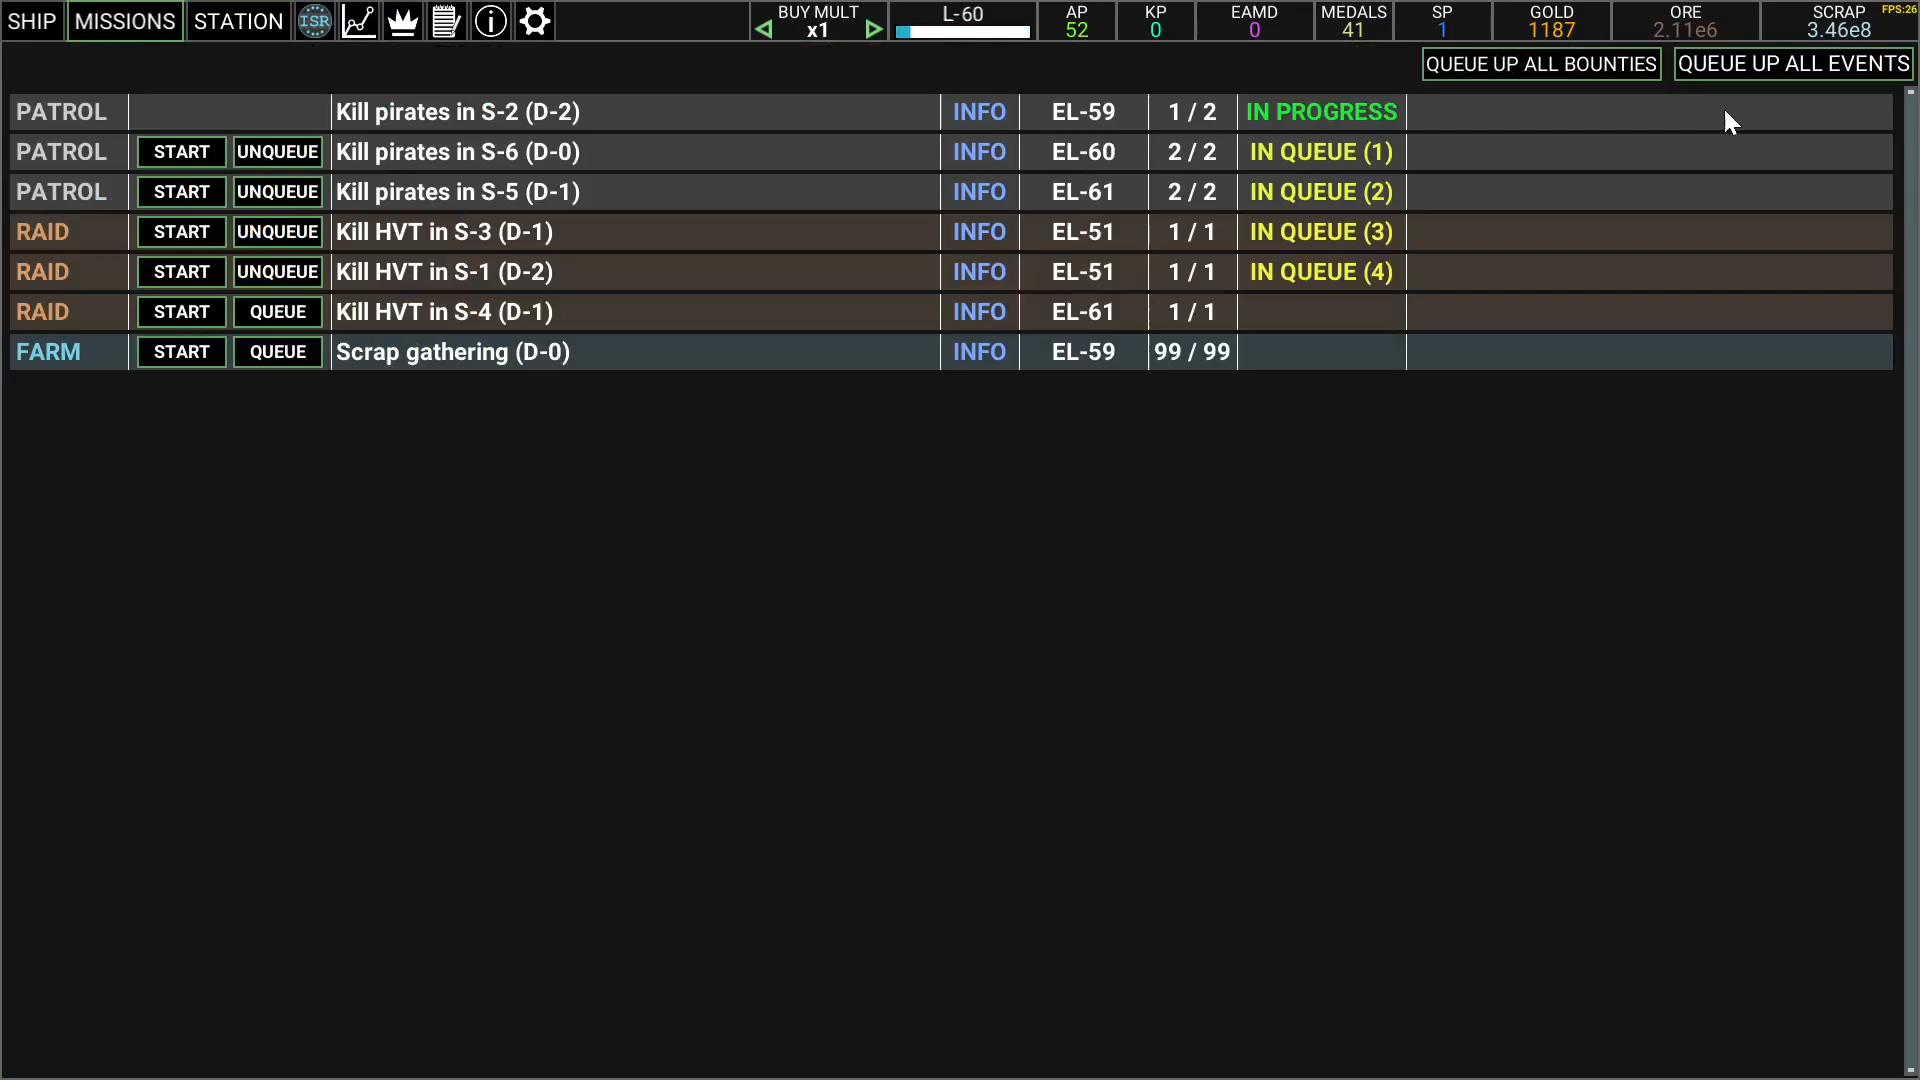 SHIP MISSIONS STATION ISR BUY MULT x1 L-60 AP 52 KP 0 EAMD 0 MEDALS 41 SP 1 GOLD 1187 ORE 2.11e6 SCRAP 3.46e8 FPS:26
QUEUE UP ALL BOUNTIES QUEUE UP ALL EVENTS
PATROL Kill pirates in S-2 (D-2) INFO EL-59 1 / 2 IN PROGRESS
PATROL START UNQUEUE Kill pirates in S-6 (D-0) INFO EL-60 2 / 2 IN QUEUE (1)
PATROL START UNQUEUE Kill pirates in S-5 (D-1) INFO EL-61 2 / 2 IN QUEUE (2)
RAID START UNQUEUE Kill HVT in S-3 (D-1) INFO EL-51 1 / 1 IN QUEUE (3)
RAID START UNQUEUE Kill HVT in S-1 (D-2) INFO EL-51 1 / 1 IN QUEUE (4)
RAID START QUEUE Kill HVT in S-4 (D-1) INFO EL-61 1 / 1
FARM START QUEUE Scrap gathering (D-0) INFO EL-59 99 / 99